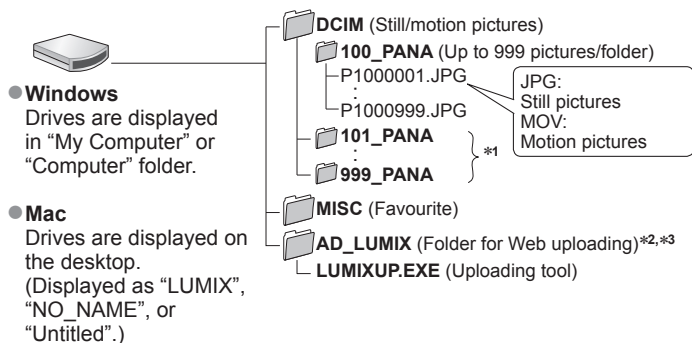 ●Windows
Drives are displayed
in “My Computer” or
“Computer” folder.
●Mac
Drives are displayed on
the desktop.
(Displayed as “LUMIX”,
“NO_NAME”, or
“Untitled”.)
DCIM (Still/motion pictures)
100_PANA (Up to 999 pictures/folder)
P1000001.JPG
:
P1000999.JPG
JPG:
Still pictures
MOV:
Motion pictures
101_PANA
:
999_PANA
*1
MISC (Favourite)
AD_LUMIX (Folder for Web uploading)*2,*3
LUMIXUP.EXE (Uploading tool)